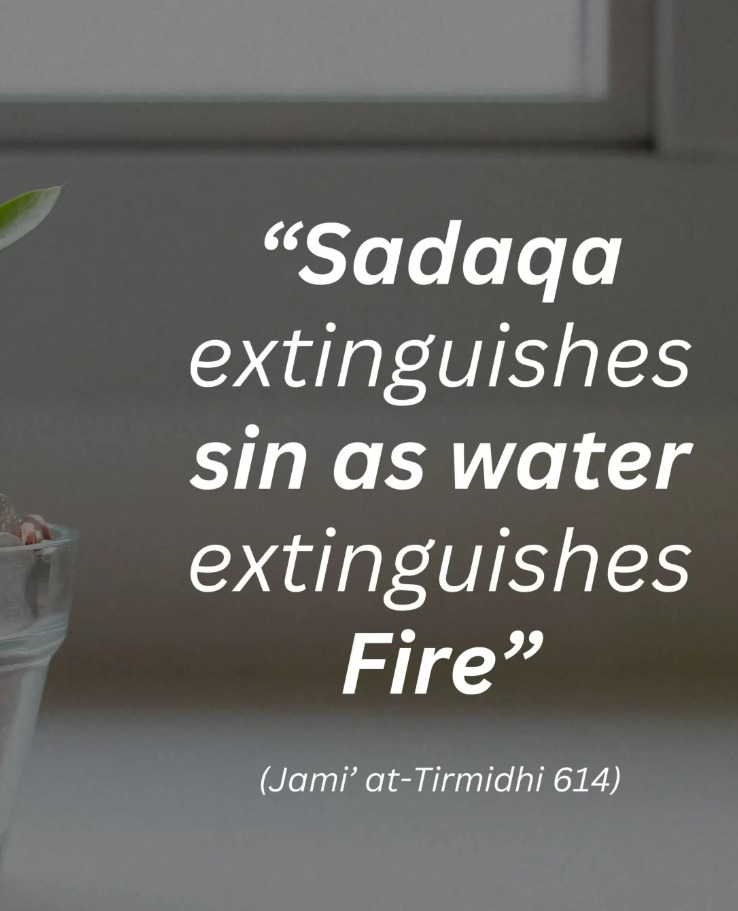 “Sadaqa
extinguishes
sin as water
extinguishes
Fire”
(Jami’ at-Tirmidhi 614)